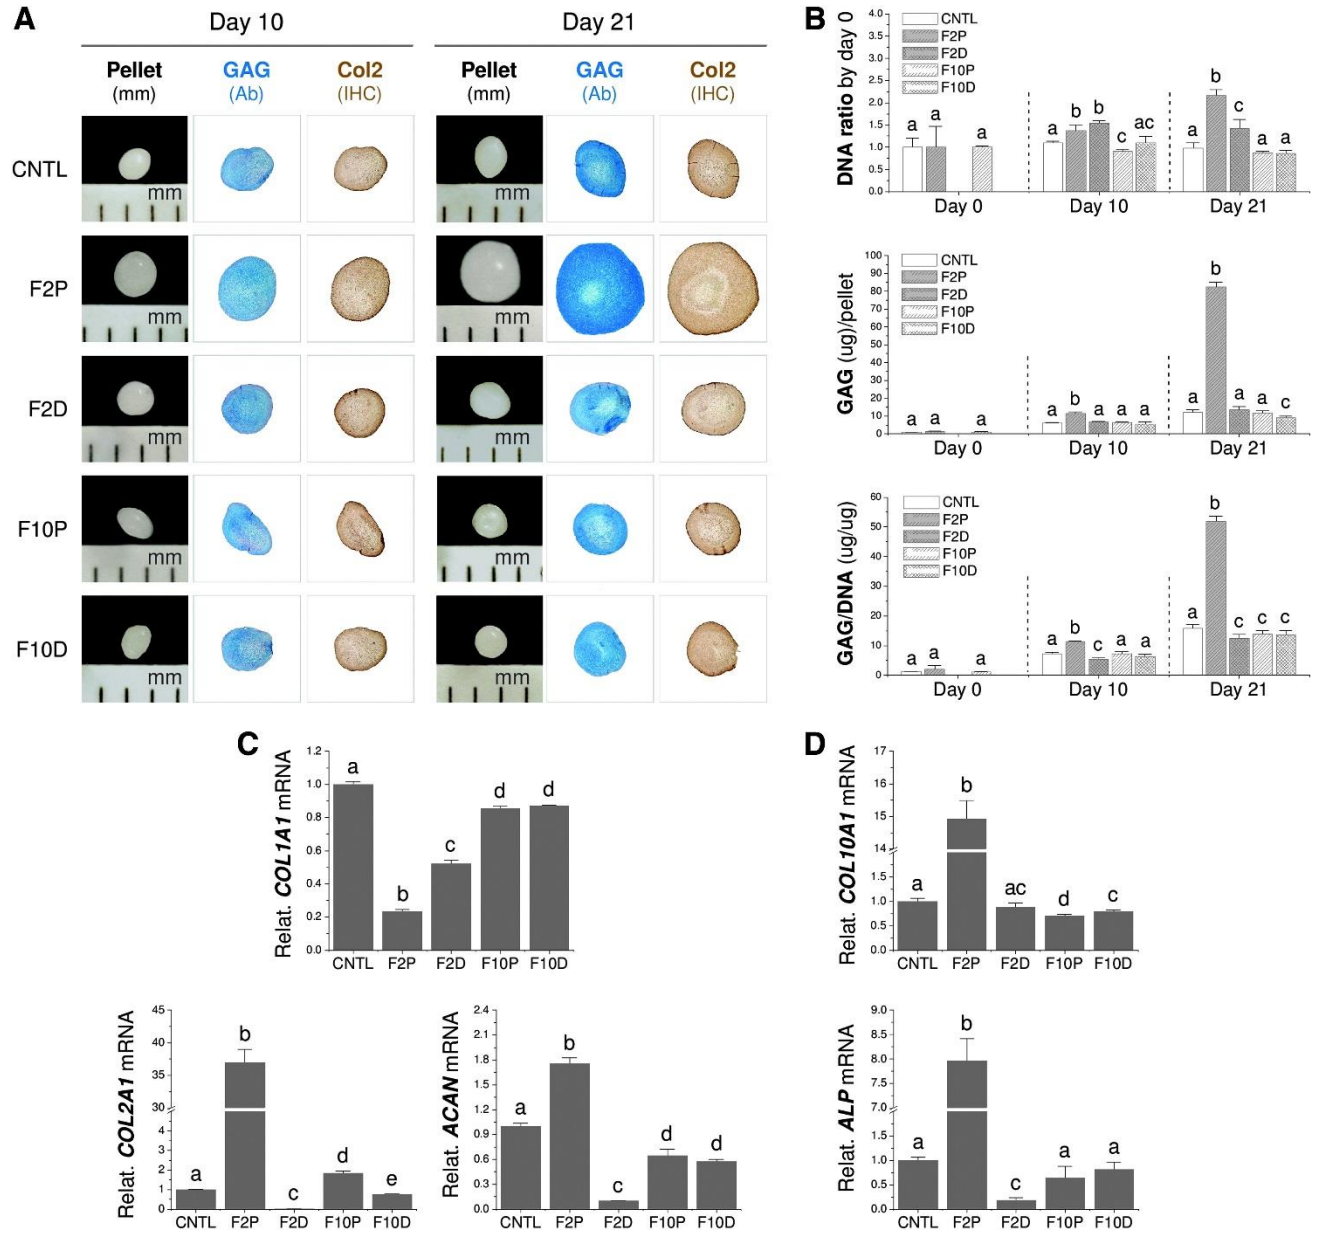 A
Day 10
Day 21
Pellet
(mm)
GAG
(Ab)
Col2
(IHC)
Pellet
(mm)
GAG
(Ab)
Col2
(IHC)
CNTL
mm
mm
F2P
mm
mm
F2D
mm
mm
F10P
mm
mm
F10D
mm
mm
B
DNA ratio by day 0
4.0
3.5
3.0
2.5
2.0
1.5
1.0
0.5
0.0
CNTL
F2P
F2D
F10P
F10D
a a a
a b b c ac
a b c a a
Day 0 Day 10 Day 21
GAG (ug)/pellet
100
90
80
70
60
50
40
30
20
10
0
CNTL
F2P
F2D
F10P
F10D
a a a
a b a a a
a b a a c
Day 0 Day 10 Day 21
GAG/DNA (ug/ug)
60
50
40
30
20
10
0
CNTL
F2P
F2D
F10P
F10D
a a a
a b c a a
a b c c c
Day 0 Day 10 Day 21
C
Relat. COL1A1 mRNA
1.2
1.0
0.8
0.6
0.4
0.2
0.0
a b c d d
CNTL F2P F2D F10P F10D
Relat. COL2A1 mRNA
45
40
35
30
4
3
2
1
0
a b c d e
CNTL F2P F2D F10P F10D
Relat. ACAN mRNA
2.4
2.1
1.8
1.5
1.2
0.9
0.6
0.3
0.0
a b c d d
CNTL F2P F2D F10P F10D
D
Relat. COL10A1 mRNA
17
16
15
14
1.5
1.0
0.5
0.0
a b ac d c
CNTL F2P F2D F10P F10D
Relat. ALP mRNA
9.0
8.5
8.0
7.5
7.0
1.5
1.0
0.5
0.0
a b c a a
CNTL F2P F2D F10P F10D